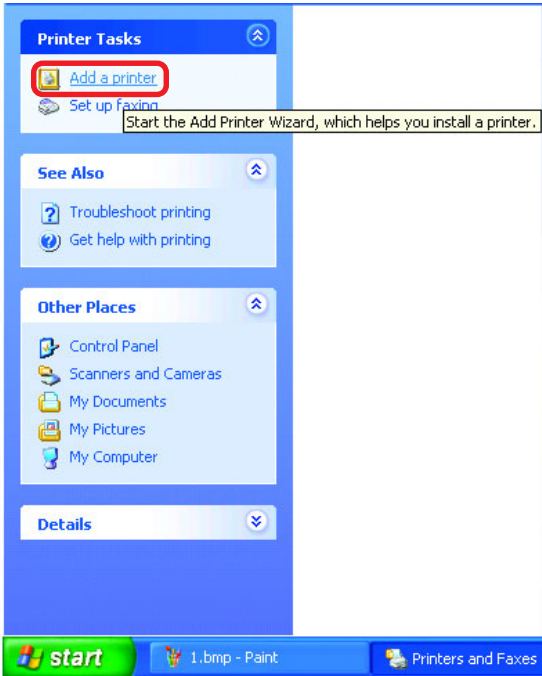 Printer Tasks
Add a printer
Set up faxing
Start the Add Printer Wizard, which helps you install a printer.
See Also
Troubleshoot printing
Get help with printing
Other Places
Control Panel
Scanners and Cameras
My Documents
My Pictures
My Computer
Details
start
1.bmp - Paint
Printers and Faxes